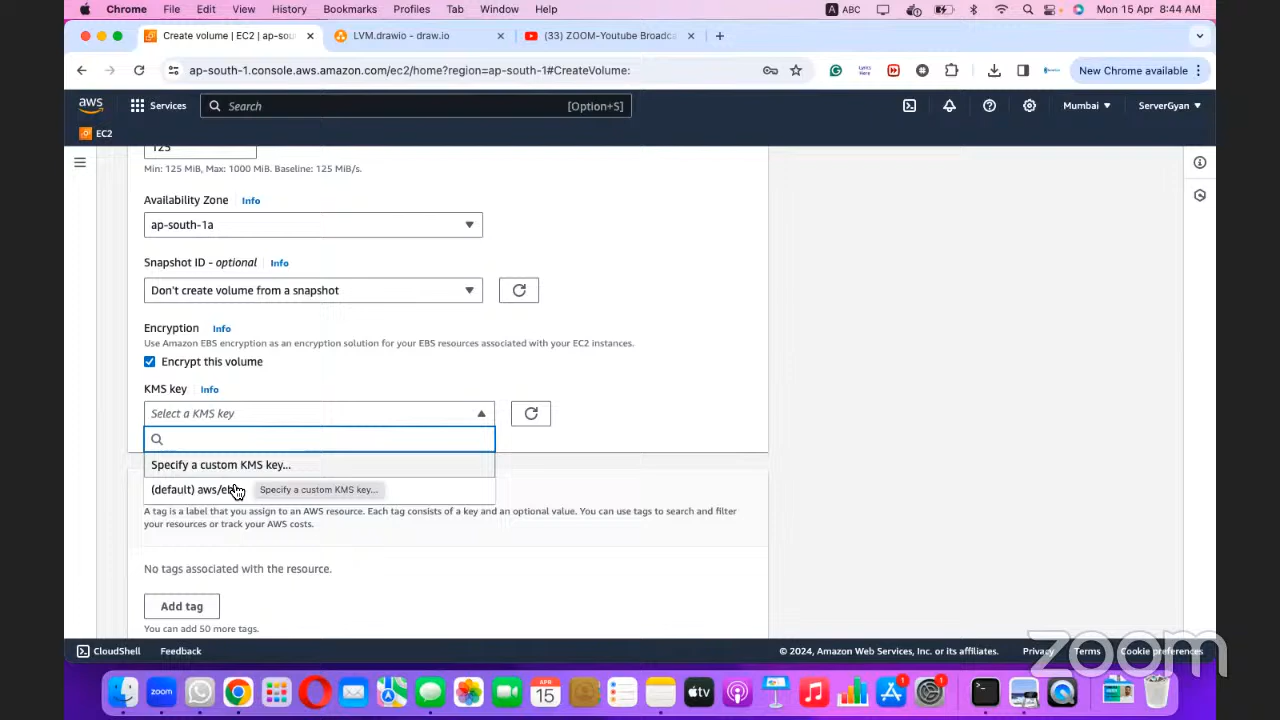 Chrome File Edit View History Bookmarks Profiles Tab Window Help A ABC Mon 15 Apr 8:44 AM
Create volume | EC2 | ap-sou LVM.drawio - draw.io (33) ZOOM-Youtube Broadca
ap-south-1.console.aws.amazon.com/ec2/home?region=ap-south-1#CreateVolume: New Chrome available
aws Services Search [Option+S] Mumbai ServerGyan
EC2
125
Min: 125 MiB, Max: 1000 MiB. Baseline: 125 MiB/s.
Availability Zone Info
ap-south-1a
Snapshot ID - optional Info
Don't create volume from a snapshot
Encryption Info
Use Amazon EBS encryption as an encryption solution for your EBS resources associated with your EC2 instances.
Encrypt this volume
KMS key Info
Select a KMS key
Specify a custom KMS key...
(default) aws/eb Specify a custom KMS key...
A tag is a label that you assign to an AWS resource. Each tag consists of a key and an optional value. You can use tags to search and filter
your resources or track your AWS costs.
No tags associated with the resource.
Add tag
You can add 50 more tags.
CloudShell Feedback © 2024, Amazon Web Services, Inc. or its affiliates. Privacy Terms Cookie preferences
zoom
zoom APR 15 tv 1 1